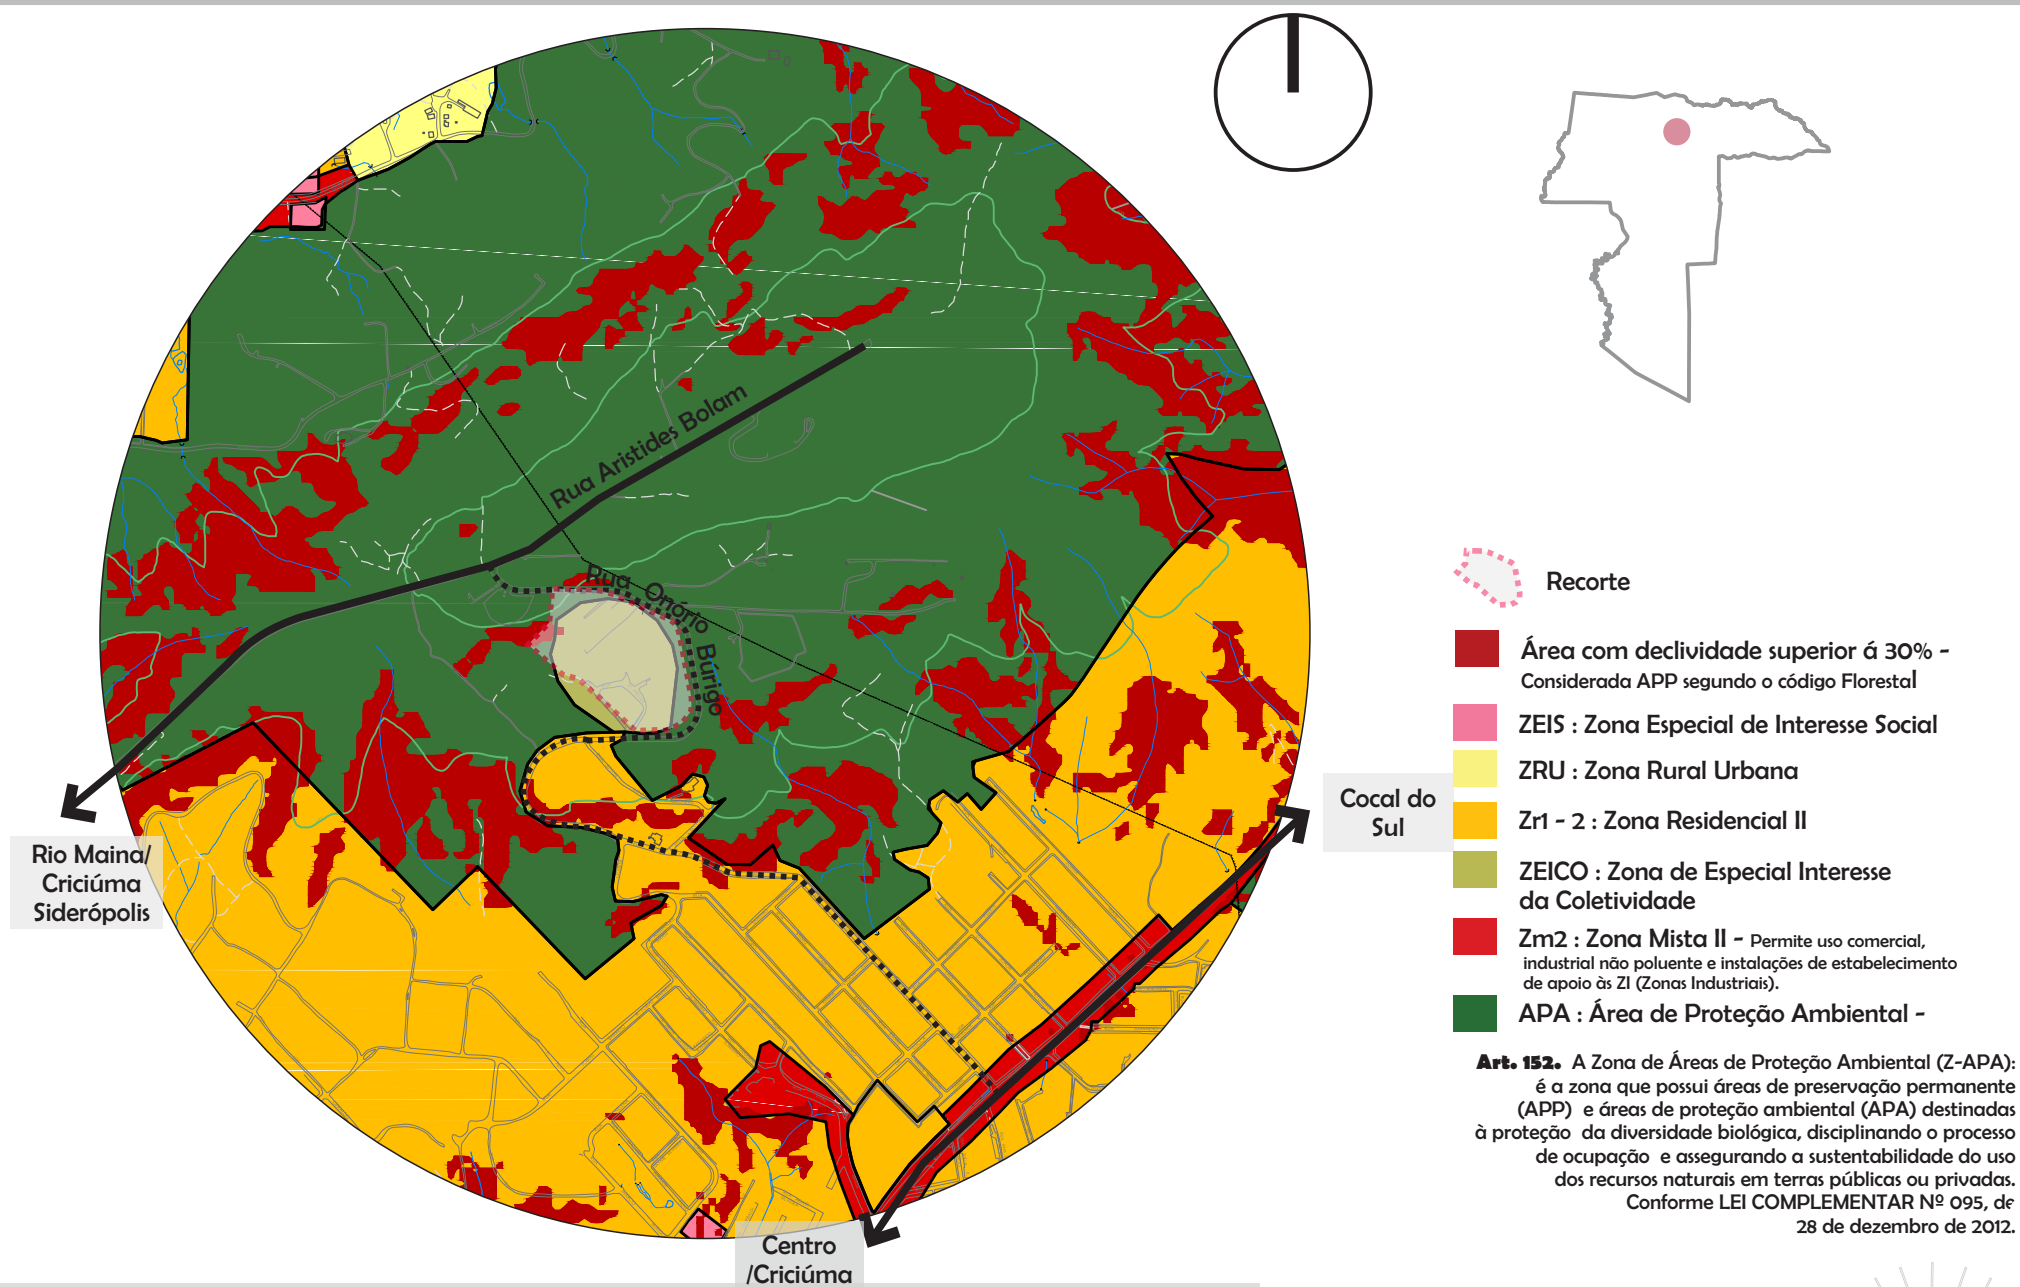 Rua Aristides Bolam
Rua Onório Búrigo
Rio Maina/
Criciúma
Siderópolis
Cocal do
Sul
Centro
/Criciúma
Recorte
Área com declividade superior á 30% -
Considerada APP segundo o código Florestal
ZEIS : Zona Especial de Interesse Social
ZRU : Zona Rural Urbana
Zr1 - 2 : Zona Residencial II
ZEICO : Zona de Especial Interesse
da Coletividade
Zm2 : Zona Mista II - Permite uso comercial,
industrial não poluente e instalações de estabelecimento
de apoio às ZI (Zonas Industriais).
APA : Área de Proteção Ambiental -
Art. 152. A Zona de Áreas de Proteção Ambiental (Z-APA):
é a zona que possui áreas de preservação permanente
(APP) e áreas de proteção ambiental (APA) destinadas
à proteção da diversidade biológica, disciplinando o processo
de ocupação e assegurando a sustentabilidade do uso
dos recursos naturais em terras públicas ou privadas.
Conforme LEI COMPLEMENTAR Nº 095, de
28 de dezembro de 2012.